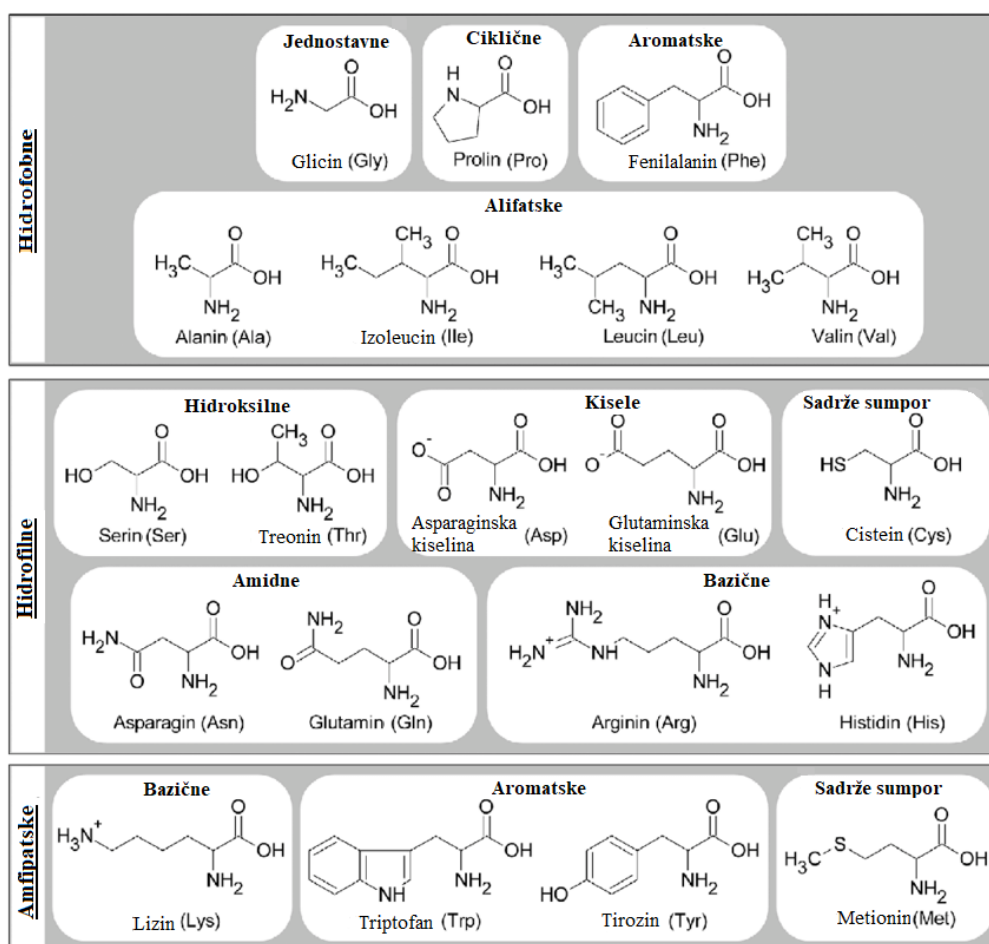 Hidrofobne
Jednostavne
O
H₂N
OH
Glicin (Gly)
Ciklične
H
N
O
OH
Prolin (Pro)
Aromatske
O
OH
NH₂
Fenilalanin (Phe)
Alifatske
O
H₃C
OH
NH₂
Alanin (Ala)
CH₃
O
H₃C
OH
NH₂
Izoleucin (Ile)
O
H₃C
OH
CH₃
NH₂
Leucin (Leu)
CH₃
O
H₃C
OH
NH₂
Valin (Val)
Hidrofilne
Hidroksilne
O
HO
OH
NH₂
Serin (Ser)
CH₃
O
HO
OH
NH₂
Treonin (Thr)
Kisele
O
O⁻
OH
O
NH₂
Asparaginska
kiselina (Asp)
O
O
O⁻
OH
NH₂
Glutaminska
kiselina (Glu)
Sadrže sumpor
O
HS
OH
NH₂
Cistein (Cys)
Amidne
O
H₂N
OH
O
NH₂
Asparagin (Asn)
NH₂
O
O
OH
NH₂
Glutamin (Gln)
Bazične
NH₂
O
H₂N
+
NH
OH
NH₂
Arginin (Arg)
H
N
+
O
OH
NH₂
N
H
Histidin (His)
Amfipatske
Bazične
O
H₃N⁺
OH
NH₂
Lizin (Lys)
Aromatske
O
OH
NH₂
NH
Triptofan (Trp)
O
OH
NH₂
HO
Tirozin (Tyr)
Sadrže sumpor
O
S
H₃C
OH
NH₂
Metionin(Met)